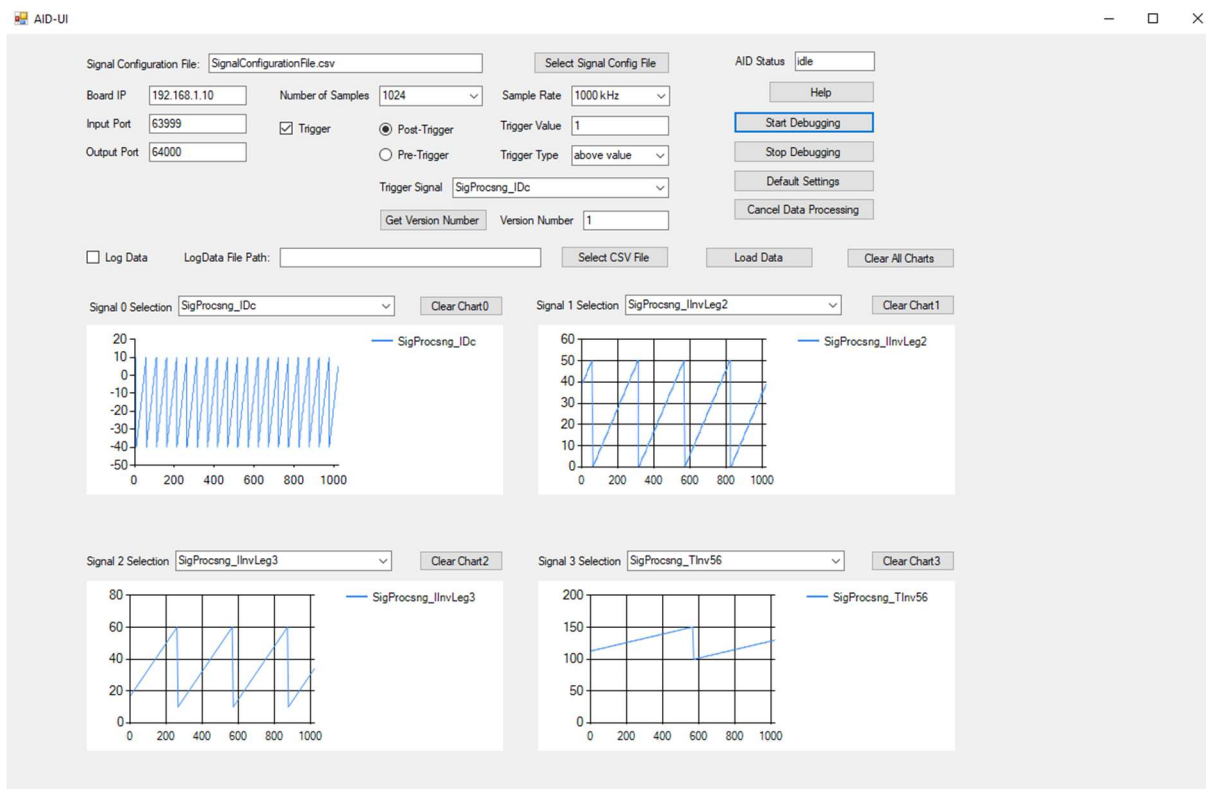 AID-UI
Signal Configuration File: SignalConfigurationFile.csv Select Signal Config File AID Status idle
Board IP 192.168.1.10 Number of Samples 1024 Sample Rate 1000 kHz Help
Input Port 63999 Trigger Post-Trigger Trigger Value 1 Start Debugging
Output Port 64000 Pre-Trigger Trigger Type above value Stop Debugging
Trigger Signal SigProcsng_IDc Default Settings
Get Version Number Version Number 1 Cancel Data Processing
Log Data LogData File Path: Select CSV File Load Data Clear All Charts
Signal 0 Selection SigProcsng_IDc Clear Chart0 Signal 1 Selection SigProcsng_IInvLeg2 Clear Chart1
20
10
0
-10
-20
-30
-40
-50
0 200 400 600 800 1000
SigProcsng_IDc
60
50
40
30
20
10
0
0 200 400 600 800 1000
SigProcsng_IInvLeg2
Signal 2 Selection SigProcsng_IInvLeg3 Clear Chart2 Signal 3 Selection SigProcsng_TInv56 Clear Chart3
80
60
40
20
0
0 200 400 600 800 1000
SigProcsng_IInvLeg3
200
150
100
50
0
0 200 400 600 800 1000
SigProcsng_TInv56